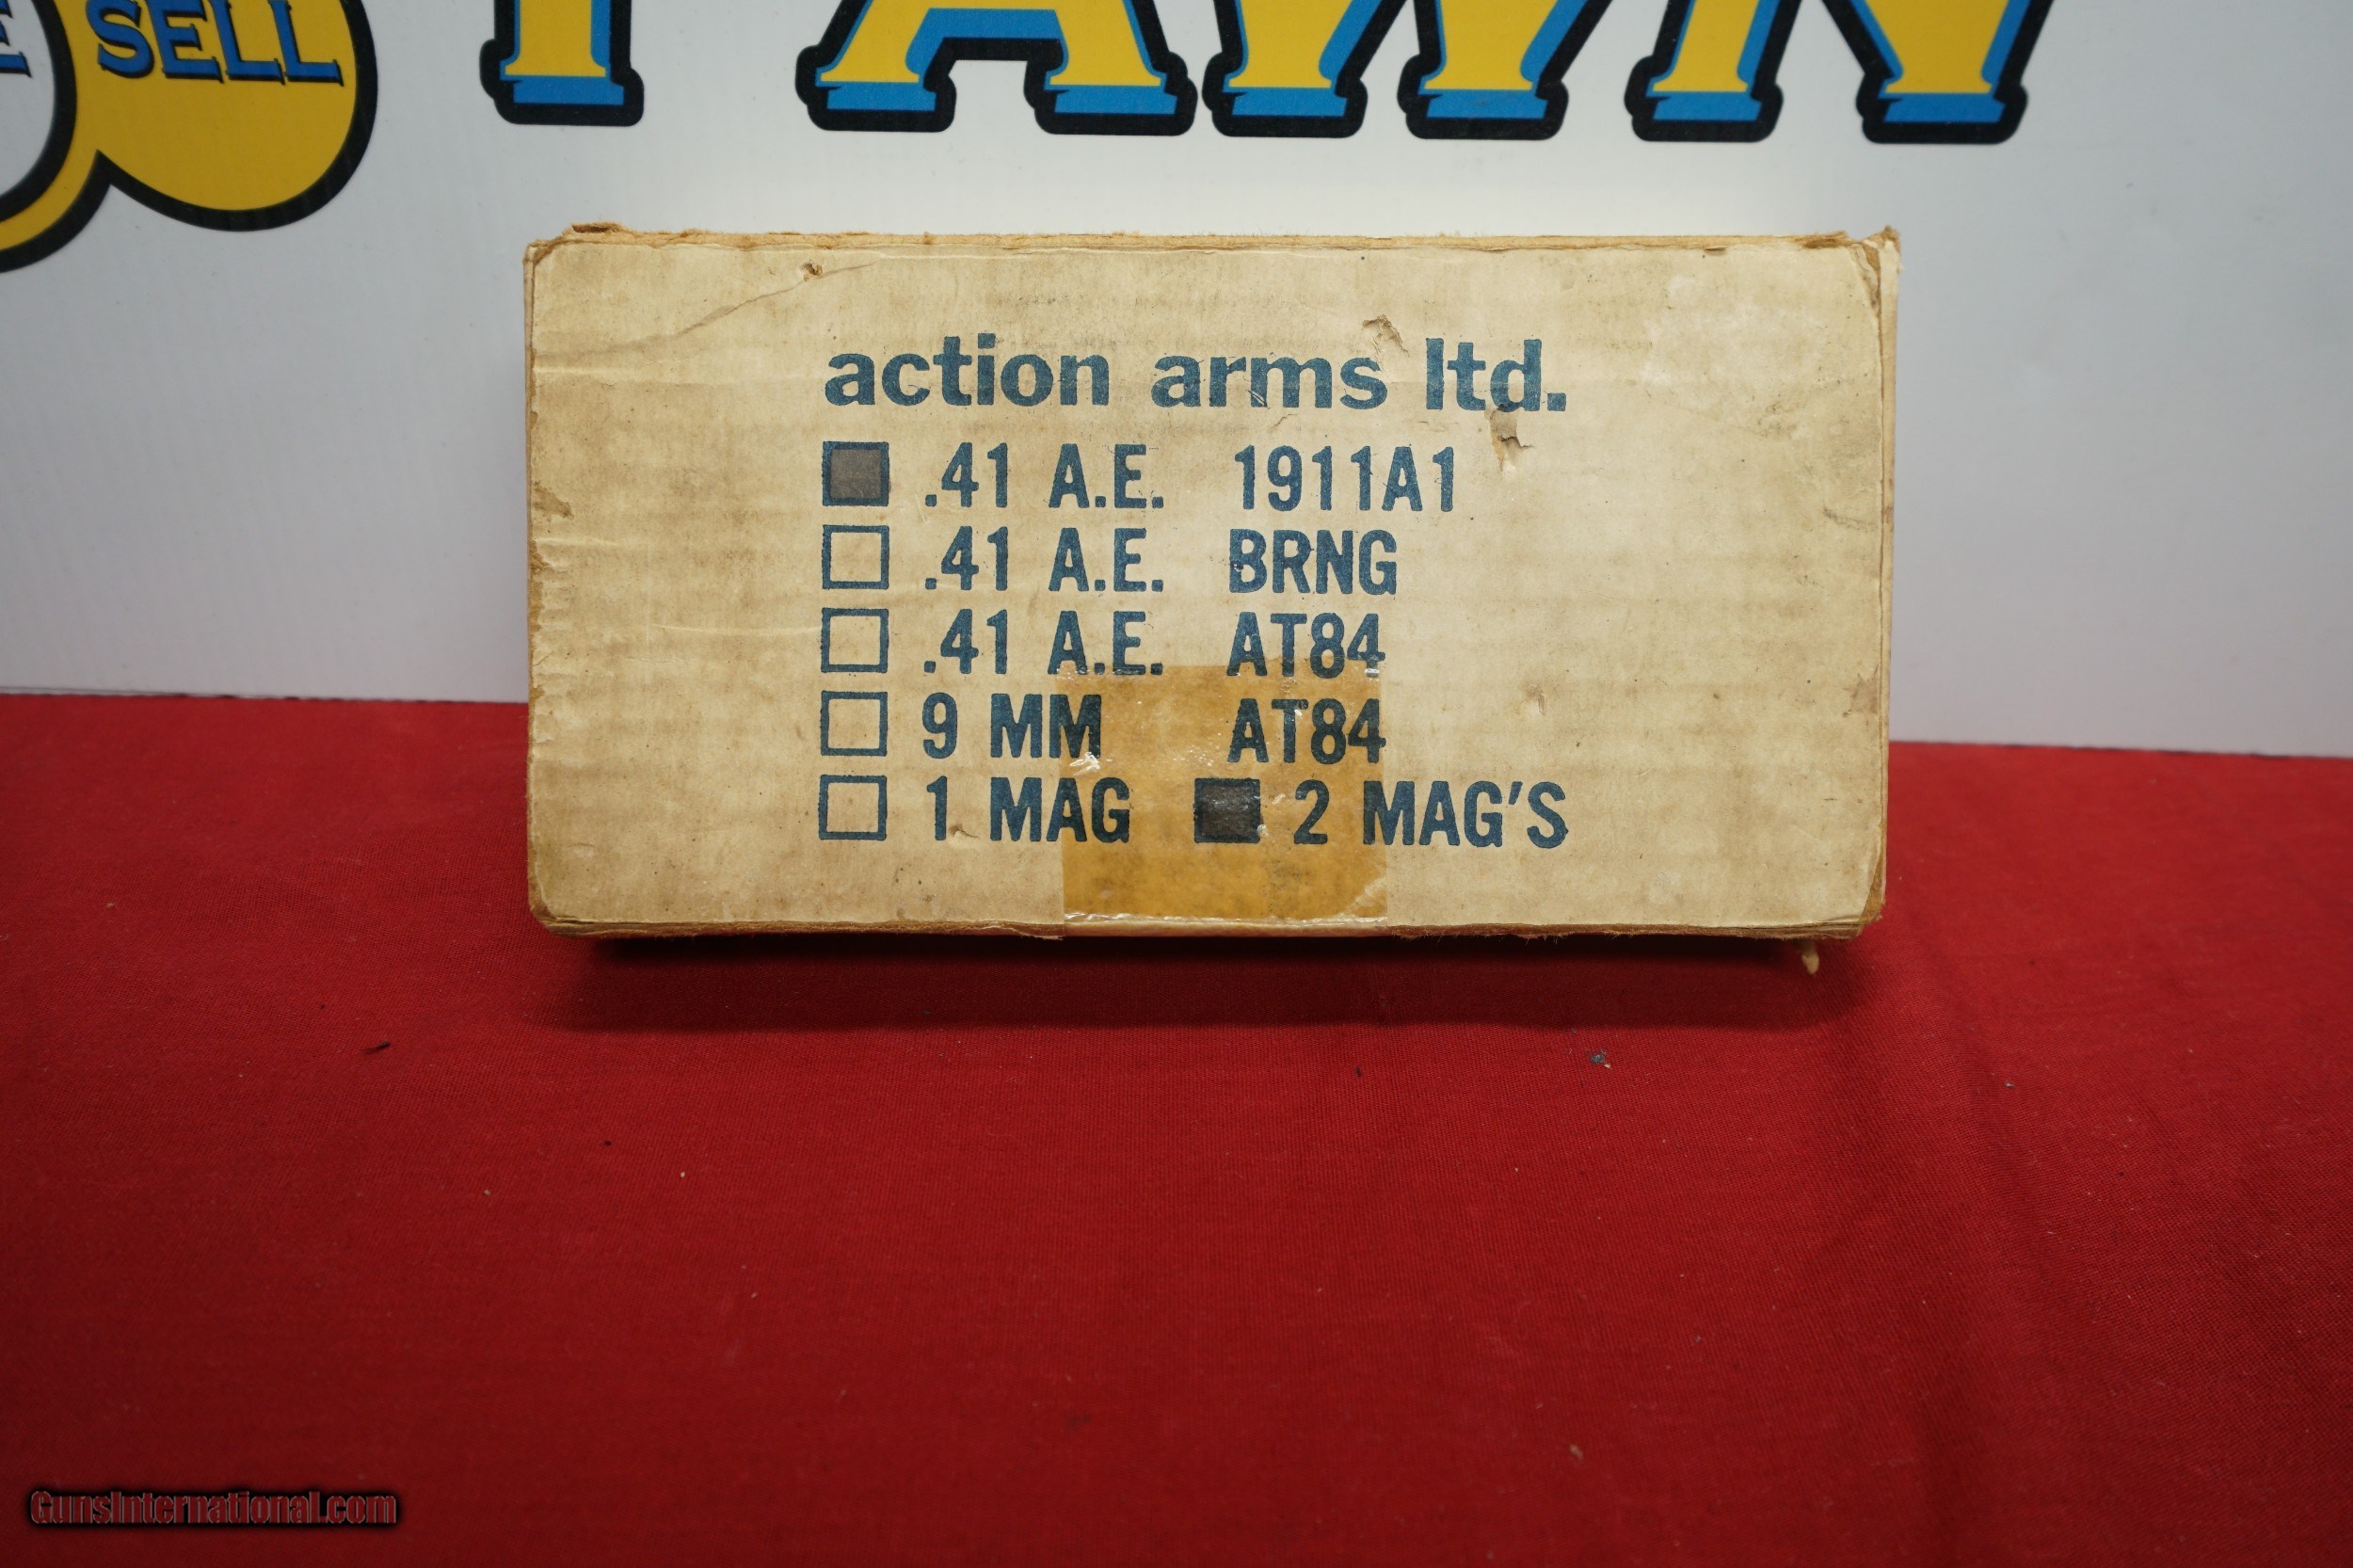 SELL
PAWN
action arms ltd.
.41 A.E. 1911A1
.41 A.E. BRNG
.41 A.E. AT84
9 MM AT84
1 MAG 2 MAG'S
GunsInternational.com